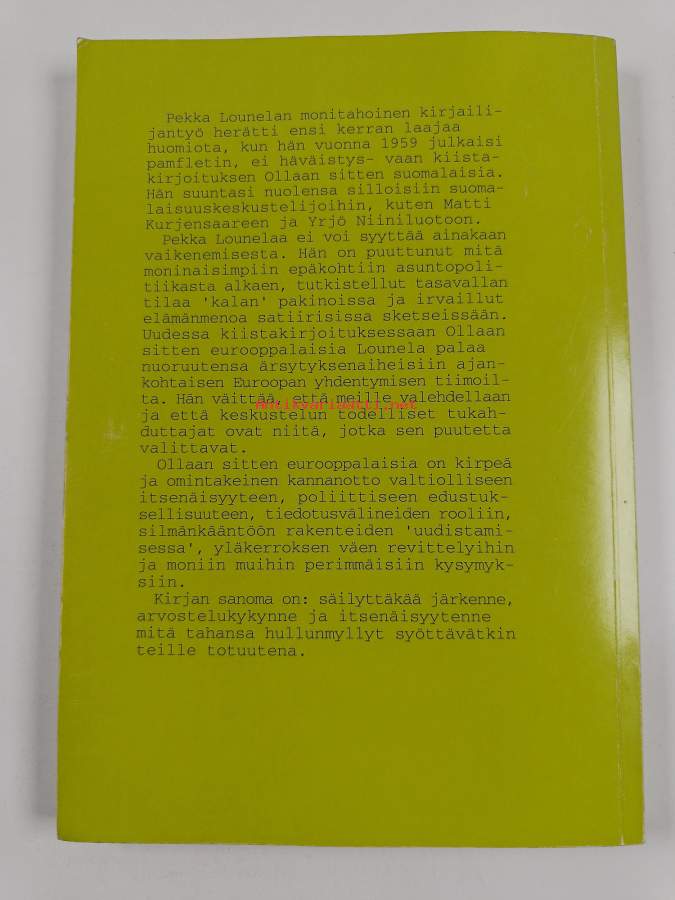 Pekka Lounelan monitahoinen kirjaili-
jantyö herätti ensi kerran laajaa
huomiota, kun hän vuonna 1959 julkaisi
pamfletin, ei häväistys- vaan kiista-
kirjoituksen Ollaan sitten suomalaisia.
Hän suuntasi nuolensa silloisiin suoma-
laisuuskeskustelijoihin, kuten Matti
Kurjensaareen ja Yrjö Niiniluotoon.
Pekka Lounelaa ei voi syyttää ainakaan
vaikenemisesta. Hän on puuttunut mitä
moninaisimpiin epäkohtiin asuntopoli-
tiikasta alkaen, tutkistellut tasavallan
tilaa 'kalan' pakinoissa ja irvaillut
elämänmenoa satiirisissa sketseissään.
Uudessa kiistakirjoituksessaan Ollaan
sitten eurooppalaisia Lounela palaa
nuoruutensa ärsytyksenaiheisiin ajan-
kohtaisen Euroopan yhdentymisen tiimoil-
ta. Hän väittää, että meille valehdellaan
Antikvariaatti.net
ja että keskustelun todelliset tukah-
duttajat ovat niitä, jotka sen puutetta
valittavat.
Ollaan sitten eurooppalaisia on kirpeä
ja omintakeinen kannanotto valtiolliseen
itsenäisyyteen, poliittiseen edustuk-
sellisuuteen, tiedotusvälineiden rooliin,
silmänkääntöön rakenteiden 'uudistami-
sessa', yläkerroksen väen revittelyihin
ja moniin muihin perimmäisiin kysymyk-
siin.
Kirjan sanoma on: säilyttäkää järkenne,
arvostelukykynne ja itsenäisyytenne
mitä tahansa hullunmyllyt syöttävätkin
teille totuutena.